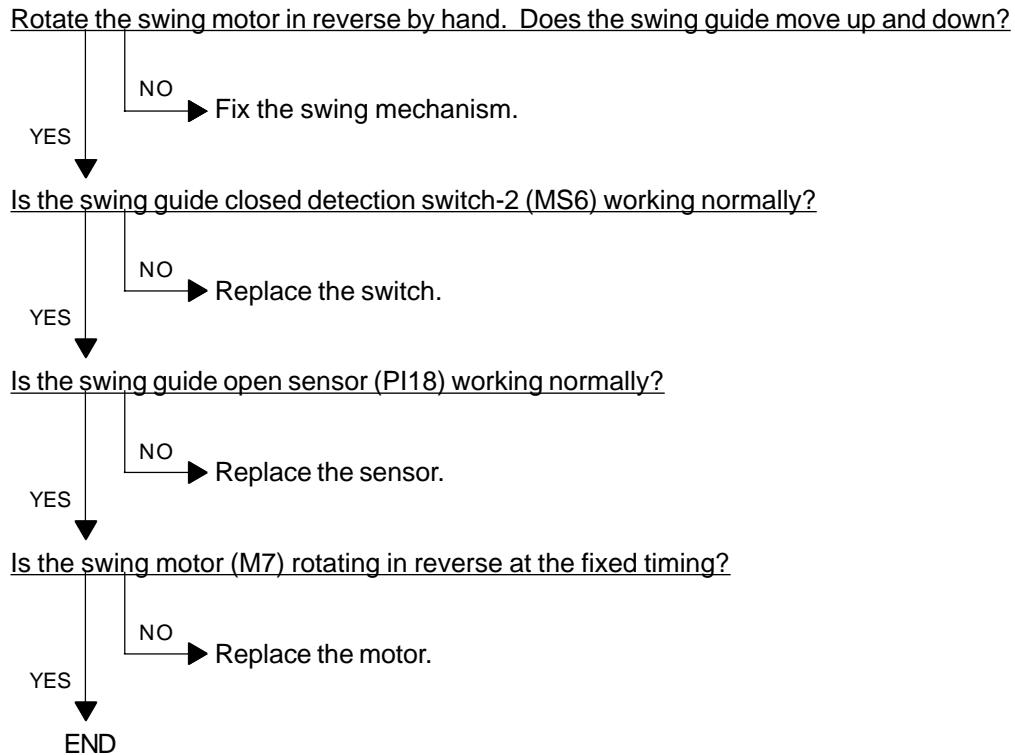 Rotate the swing motor in reverse by hand.  Does the swing guide move up and down?
NO
Fix the swing mechanism.
YES
Is the swing guide closed detection switch-2 (MS6) working normally?
NO
Replace the switch.
YES
Is the swing guide open sensor (PI18) working normally?
NO
Replace the sensor.
YES
Is the swing motor (M7) rotating in reverse at the fixed timing?
NO
Replace the motor.
YES
END